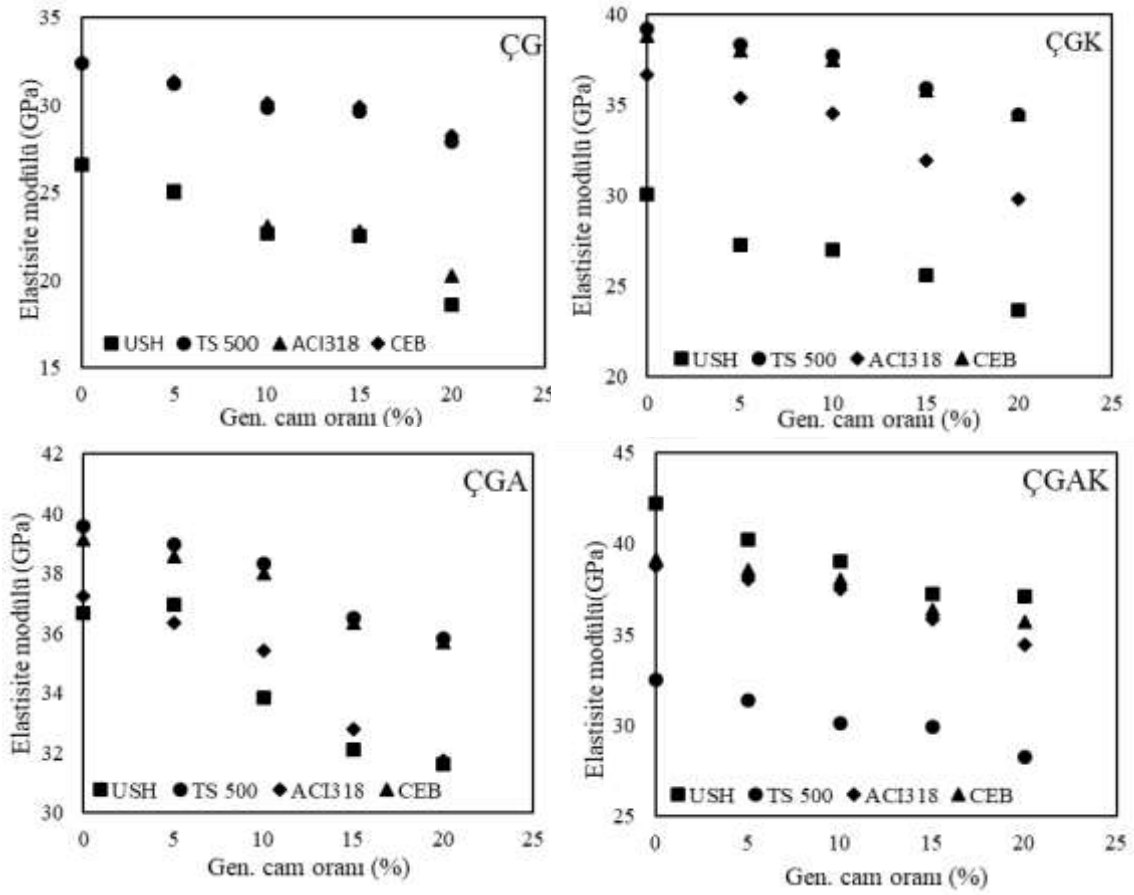 ÇG
Elastisite modülü (GPa)
35
30
25
20
15
USH TS 500 ACI318 CEB
0 5 10 15 20 25
Gen. cam oranı (%)
ÇGK
Elastisite modülü (GPa)
40
35
30
25
20
USH TS 500 ACI318 CEB
0 5 10 15 20 25
Gen. cam oranı (%)
ÇGA
Elastisite modülü (GPa)
42
40
38
36
34
32
30
USH TS 500 ACI318 CEB
0 5 10 15 20 25
Gen. cam oranı (%)
ÇGAK
Elastisite modülü(GPa)
45
40
35
30
25
USH TS 500 ACI318 CEB
0 5 10 15 20 25
Gen. cam oranı (%)